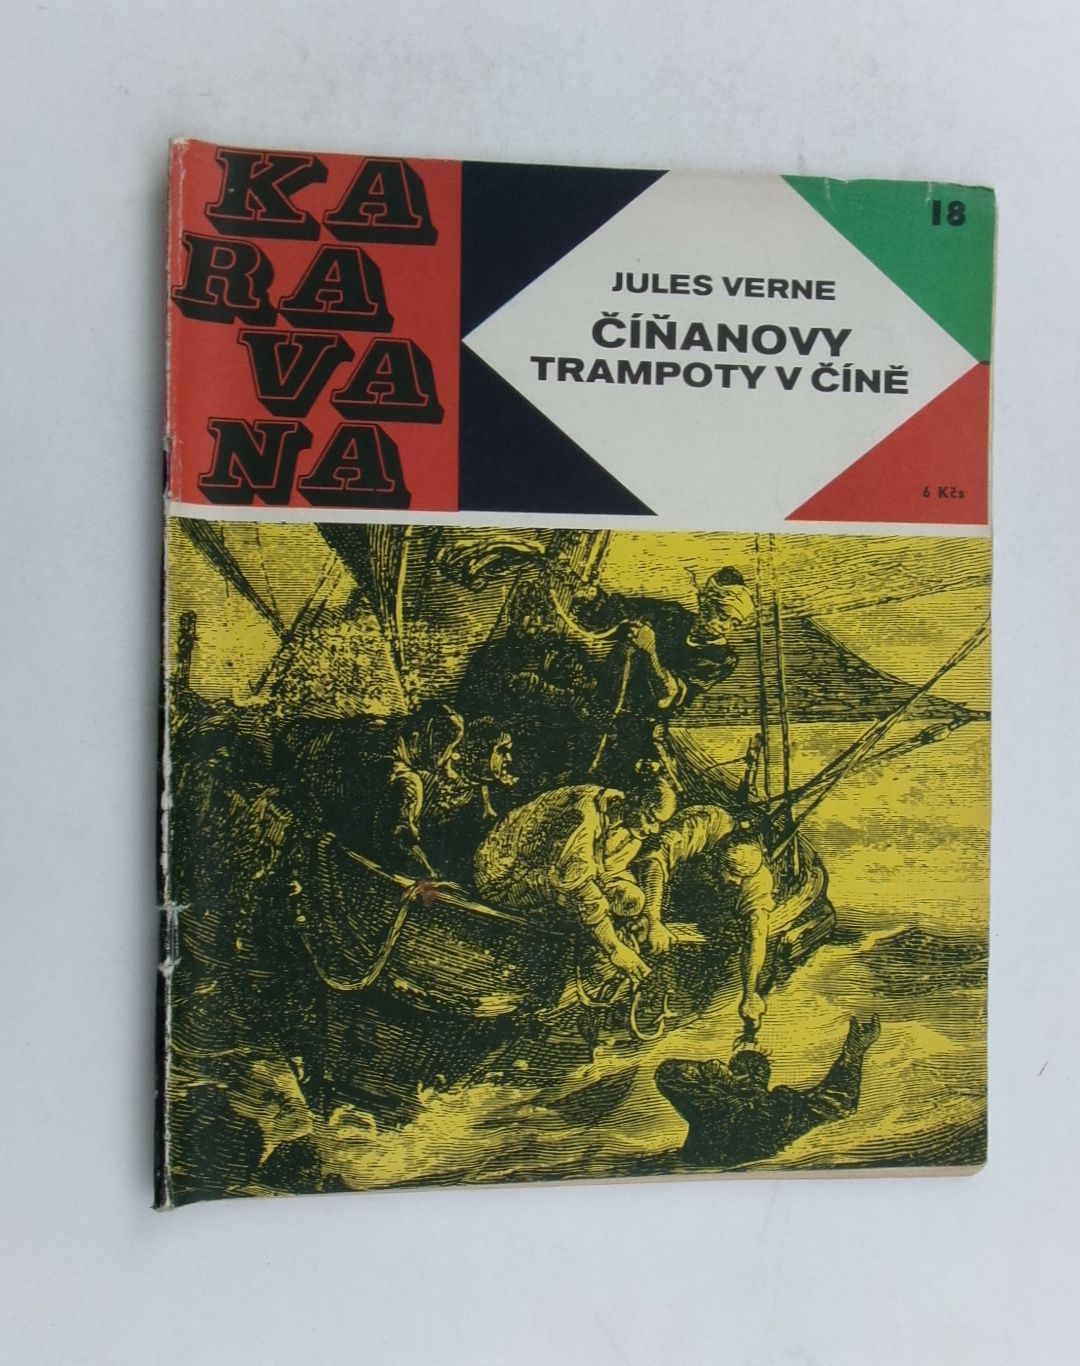 KA
RA
VA
NA
18
JULES VERNE
ČÍŇANOVY
TRAMPOTY V ČÍNĚ
6 Kčs